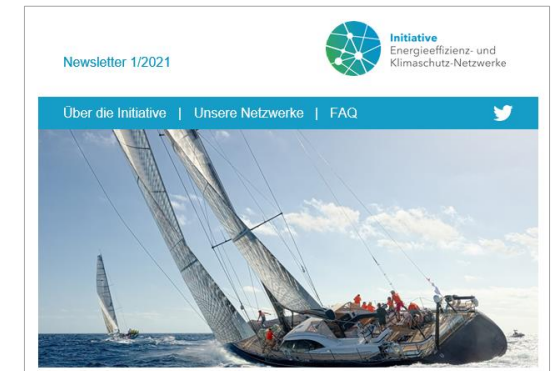 Newsletter 1/2021
Initiative
Energieeffizienz- und
Klimaschutz-Netzwerke
Über die Initiative | Unsere Netzwerke | FAQ